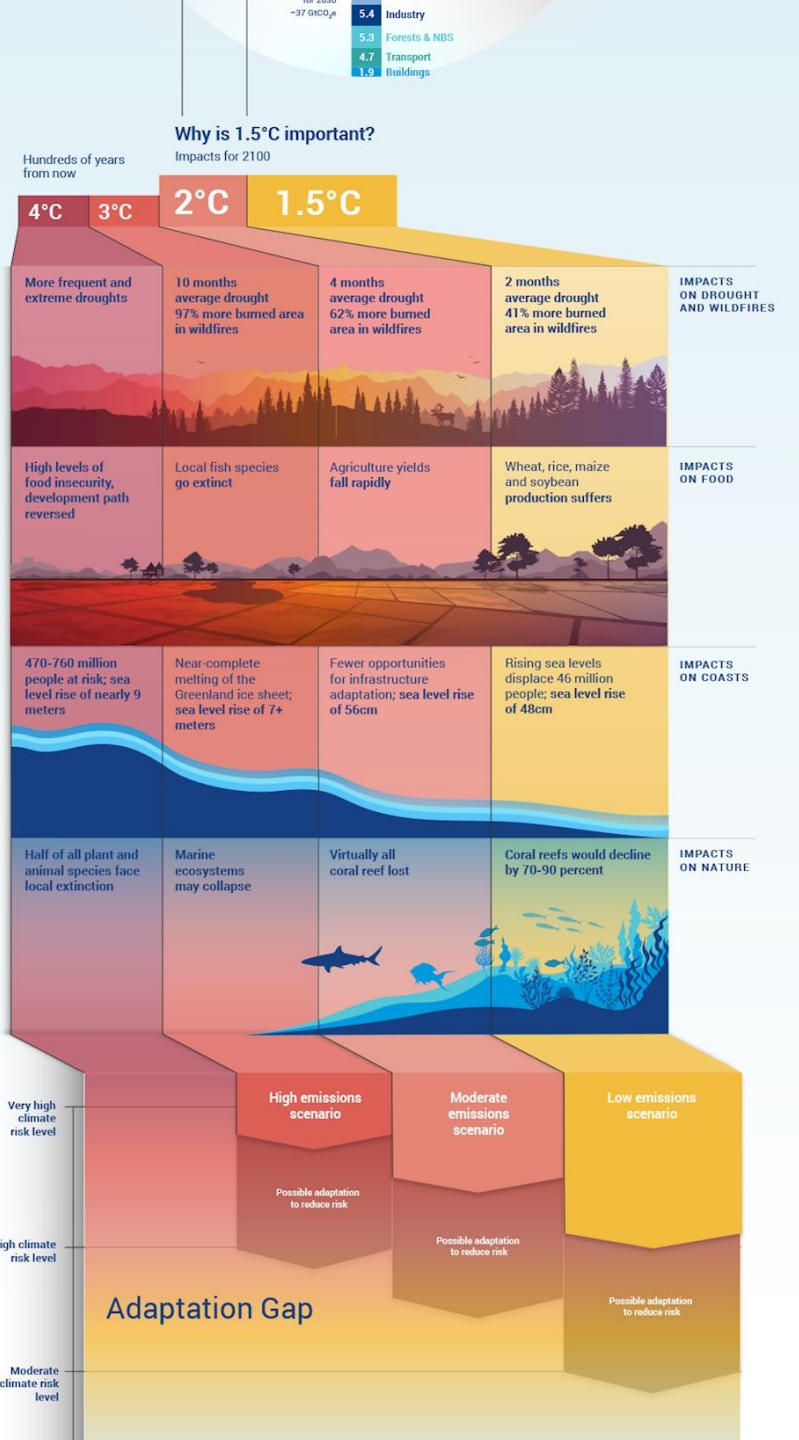 for 2030
~37 GtCO₂e
5.4 Industry
5.3 Forests & NBS
4.7 Transport
1.9 Buildings
Why is 1.5°C important?
Impacts for 2100
Hundreds of years
from now
4°C
3°C
2°C
1.5°C
More frequent and
extreme droughts
10 months
average drought
97% more burned area
in wildfires
4 months
average drought
62% more burned
area in wildfires
2 months
average drought
41% more burned
area in wildfires
IMPACTS
ON DROUGHT
AND WILDFIRES
High levels of
food insecurity,
development path
reversed
Local fish species
go extinct
Agriculture yields
fall rapidly
Wheat, rice, maize
and soybean
production suffers
IMPACTS
ON FOOD
470-760 million
people at risk; sea
level rise of nearly 9
meters
Near-complete
melting of the
Greenland ice sheet;
sea level rise of 7+
meters
Fewer opportunities
for infrastructure
adaptation; sea level rise
of 56cm
Rising sea levels
displace 46 million
people; sea level rise
of 48cm
IMPACTS
ON COASTS
Half of all plant and
animal species face
local extinction
Marine
ecosystems
may collapse
Virtually all
coral reef lost
Coral reefs would decline
by 70-90 percent
IMPACTS
ON NATURE
High emissions
scenario
Moderate
emissions
scenario
Low emissions
scenario
Very high
climate
risk level
Possible adaptation
to reduce risk
Possible adaptation
to reduce risk
igh climate
risk level
Possible adaptation
to reduce risk
Adaptation Gap
Moderate
climate risk
level